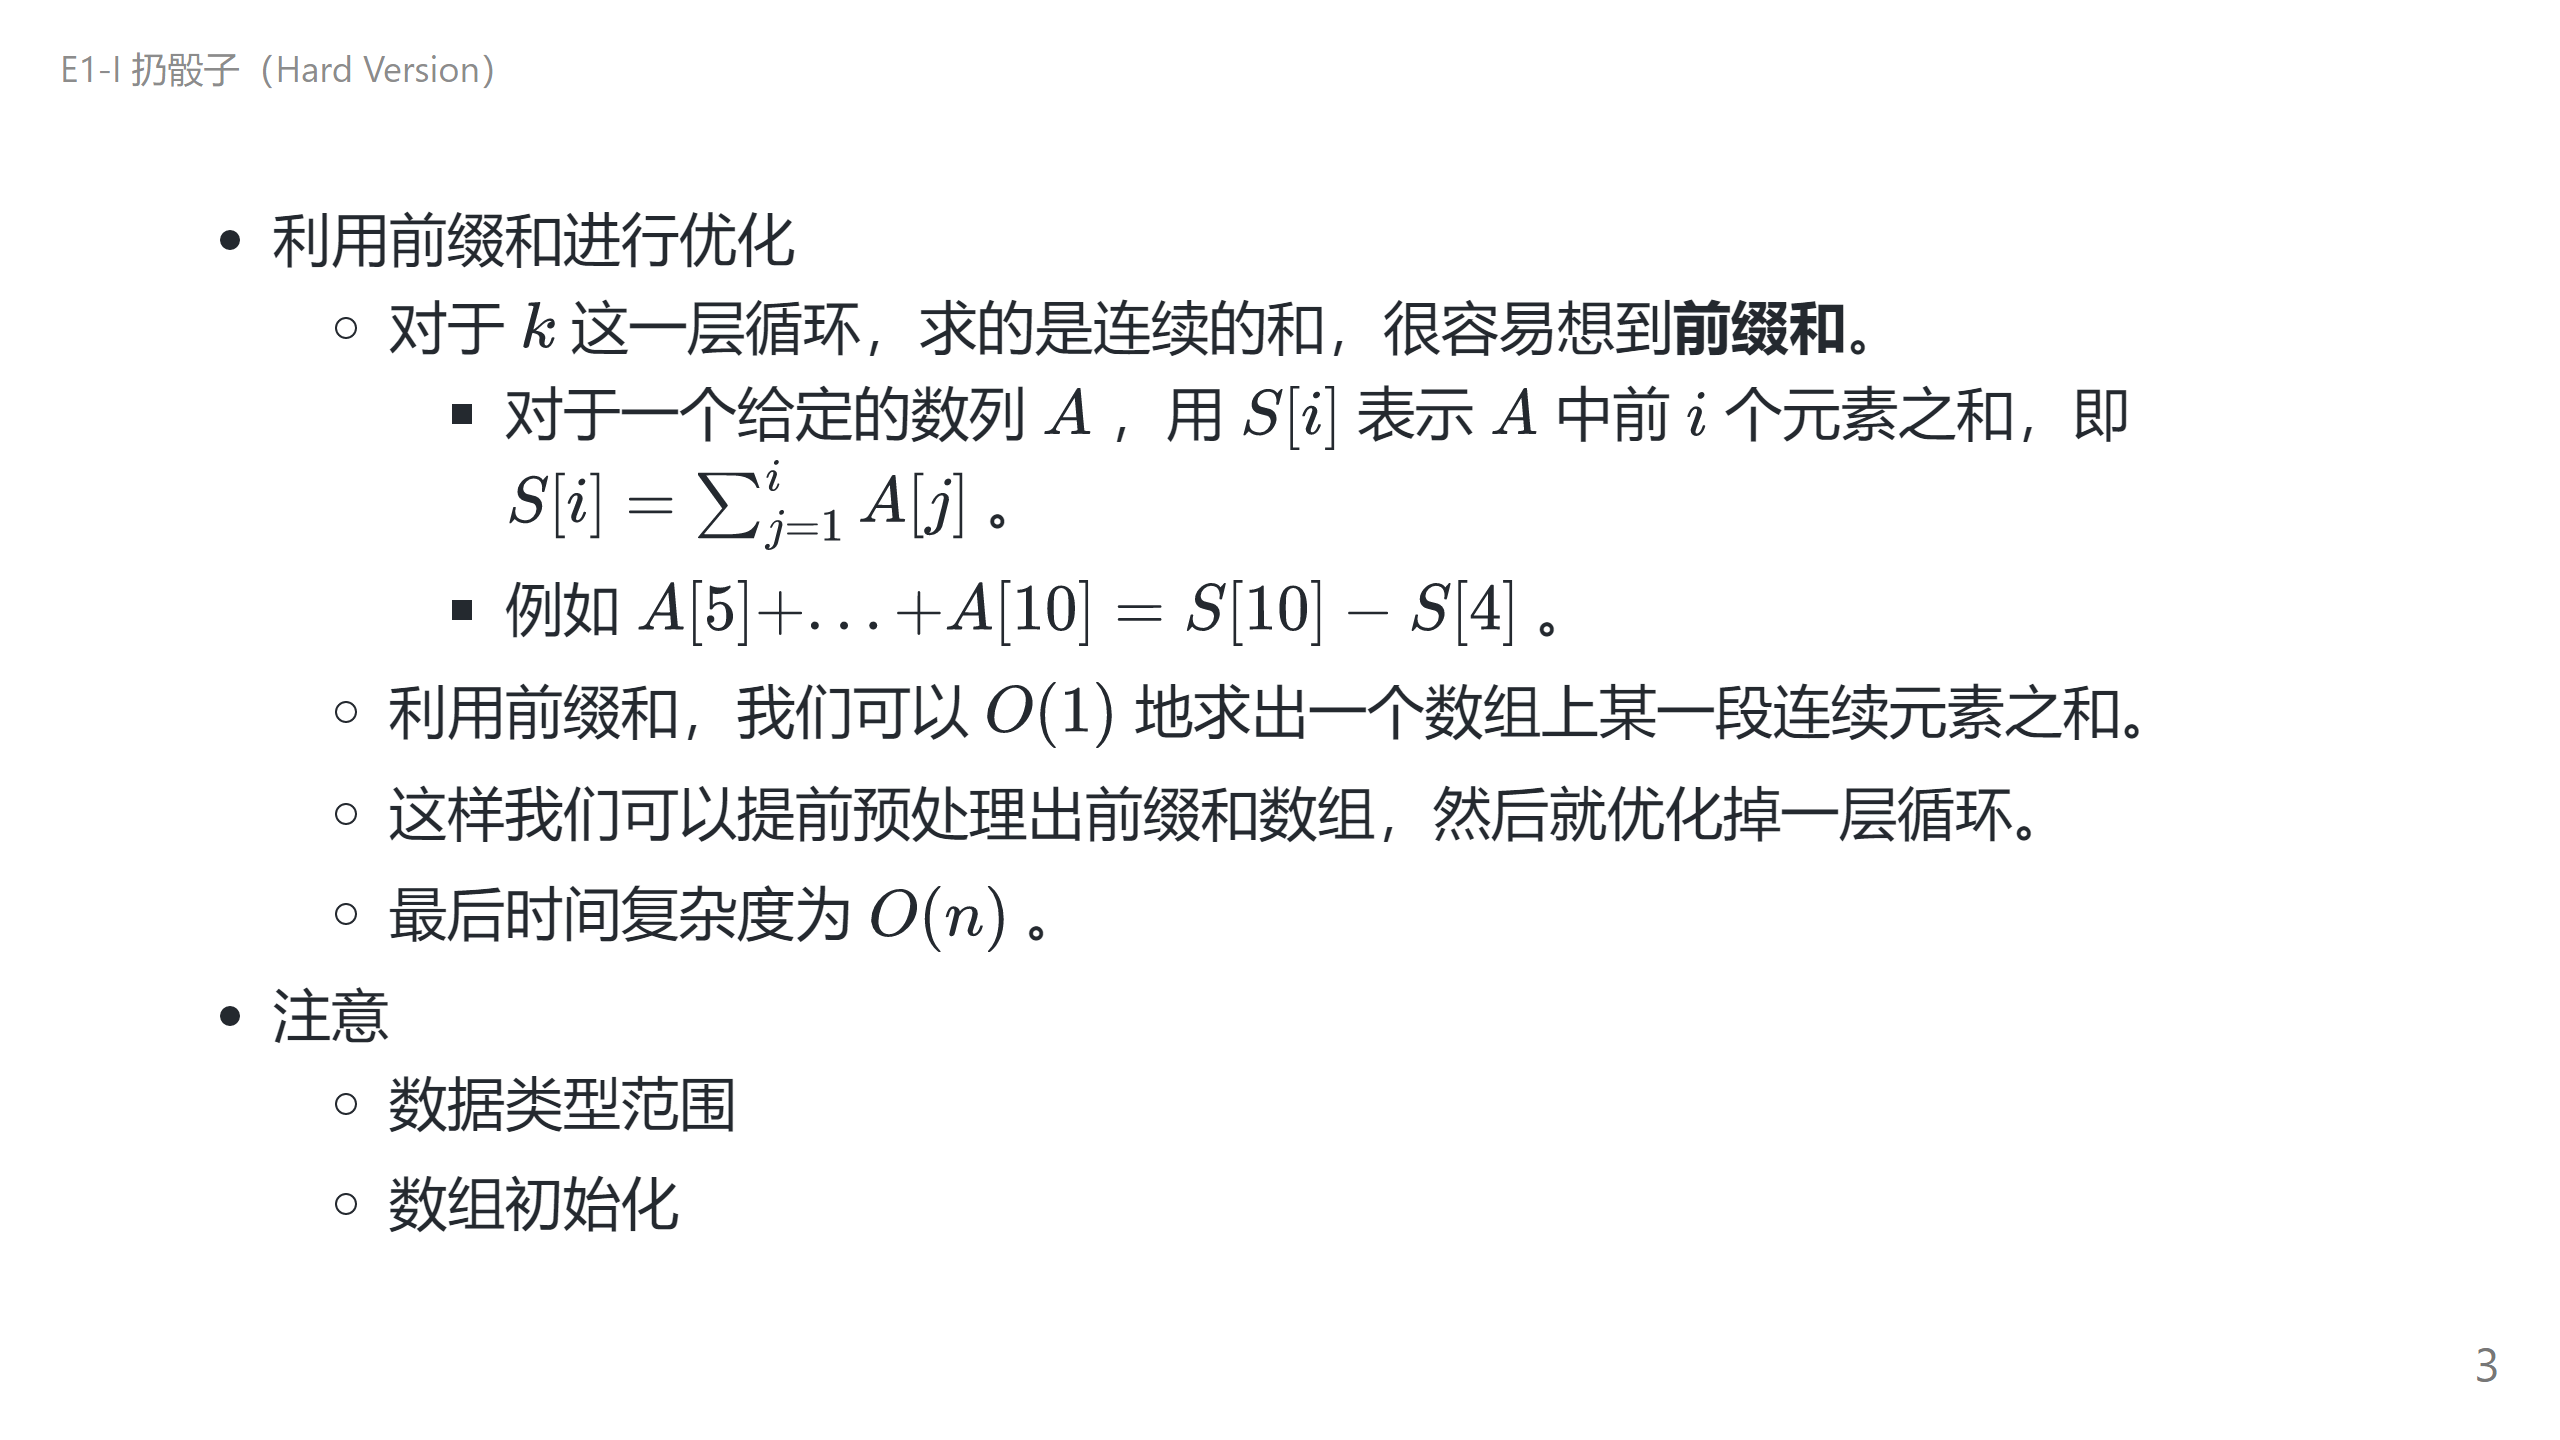 E1-I 扔骰子（Hard Version）
• 利用前缀和进行优化
○ 对于 k 这一层循环，求的是连续的和，很容易想到前缀和。
▪ 对于一个给定的数列 A ，用 S[i] 表示 A 中前 i 个元素之和，即
S[i] = ∑_{j=1}^{i} A[j] 。
▪ 例如 A[5]+...+A[10] = S[10] − S[4] 。
○ 利用前缀和，我们可以 O(1) 地求出一个数组上某一段连续元素之和。
○ 这样我们可以提前预处理出前缀和数组，然后就优化掉一层循环。
○ 最后时间复杂度为 O(n) 。
• 注意
○ 数据类型范围
○ 数组初始化
3